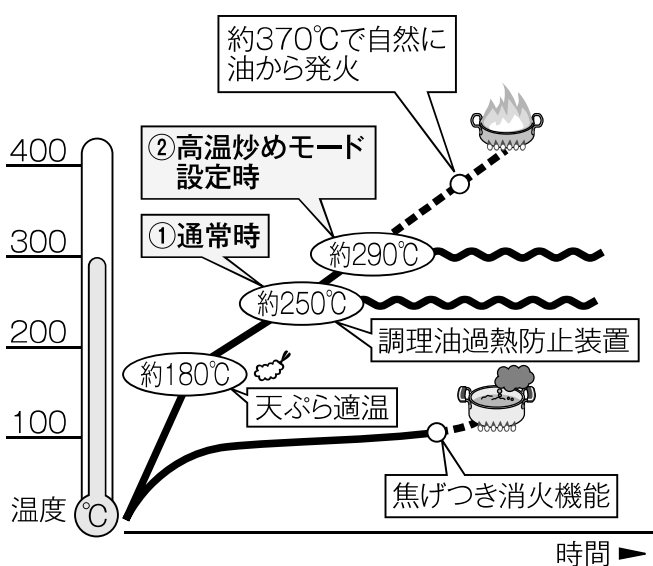 約370℃で自然に
油から発火
②高温炒めモード
設定時
①通常時
400
300
200
100
約290℃
約250℃
調理油過熱防止装置
約180℃
天ぷら適温
焦げつき消火機能
温度
℃
時間